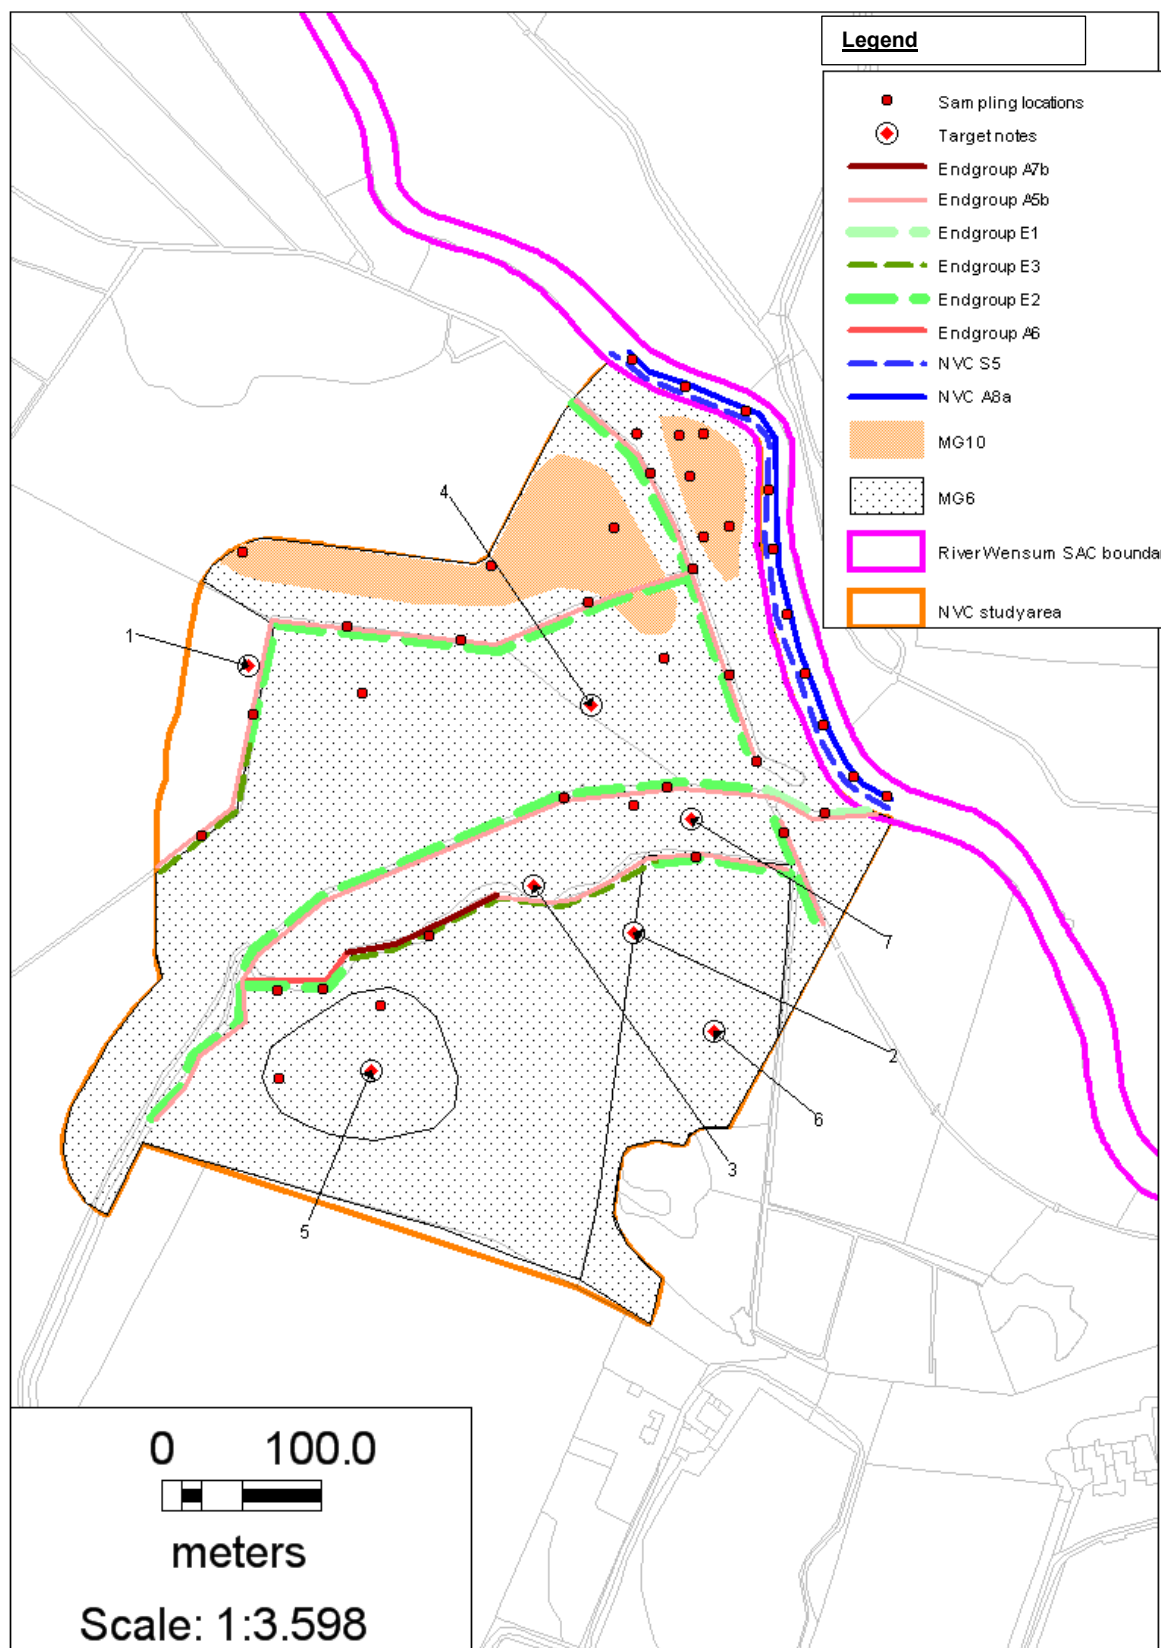 Legend
Sampling locations
Target notes
Endgroup A7b
Endgroup A5b
Endgroup E1
Endgroup E3
Endgroup E2
Endgroup A6
NVC S5
NVC A8a
MG10
MG6
River Wensum SAC bounda
NVC study area
4
1
7
2
6
3
5
0 100.0
meters
Scale: 1:3.598